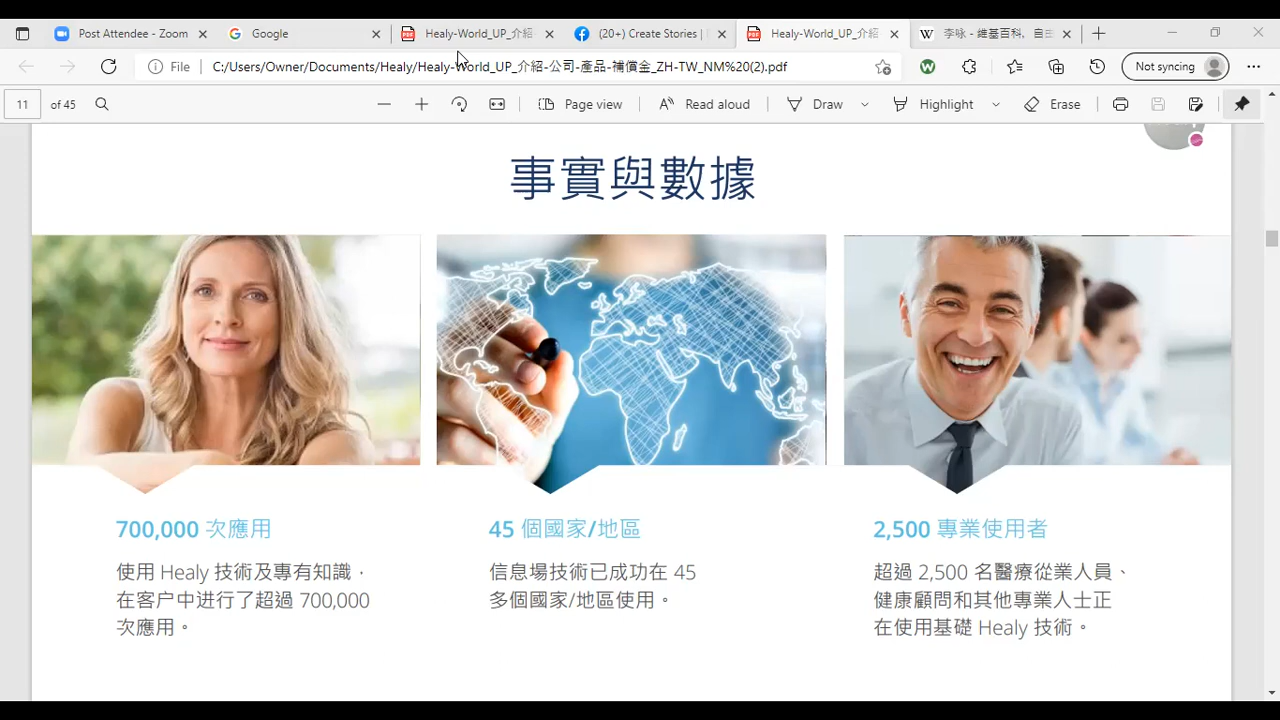 Post Attendee - Zoom
Google
Healy-World_UP_介紹
(20+) Create Stories |
Healy-World_UP_介紹
李咏 - 维基百科，自由
File
C:/Users/Owner/Documents/Healy/Healy-World_UP_介紹-公司-產品-補償金_ZH-TW_NM%20(2).pdf
Not syncing
11 of 45
Page view
Read aloud
Draw
Highlight
Erase
事實與數據
700,000 次應用
使用 Healy 技術及專有知識，
在客户中进行了超過 700,000
次應用。
45 個國家/地區
信息場技術已成功在 45
多個國家/地區使用。
2,500 專業使用者
超過 2,500 名醫療從業人員、
健康顧問和其他專業人士正
在使用基礎 Healy 技術。